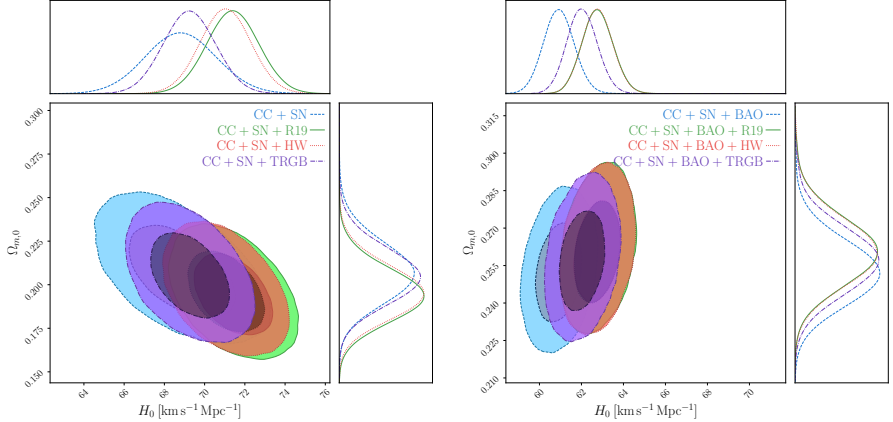 CC + SN
CC + SN + R19
CC + SN + HW
CC + SN + TRGB
0.300
0.275
0.250
0.225
0.200
0.175
0.150
Ω_{m,0}
64
66
68
70
72
74
76
H_0 [km s^{-1} Mpc^{-1}]
CC + SN + BAO
CC + SN + BAO + R19
CC + SN + BAO + HW
CC + SN + BAO + TRGB
0.315
0.300
0.285
0.270
0.255
0.240
0.225
0.210
Ω_{m,0}
60
62
64
66
68
70
H_0 [km s^{-1} Mpc^{-1}]